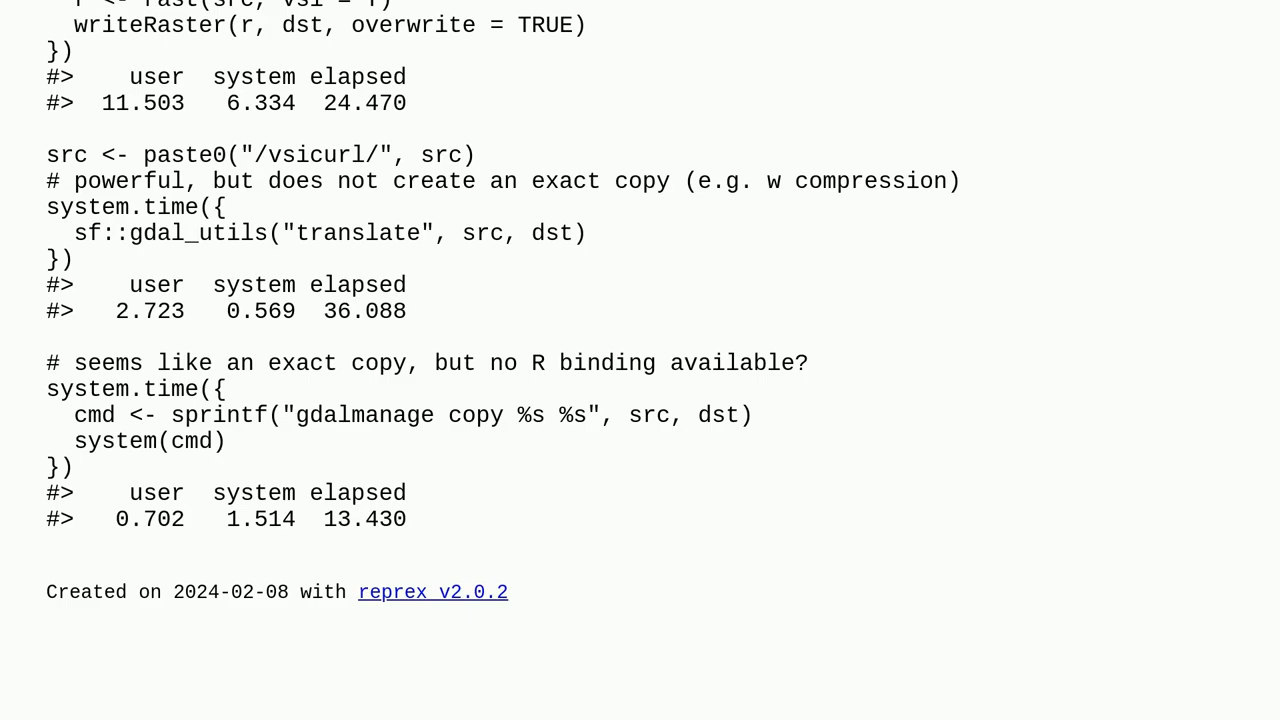 r <- rast(src, vsi = T)
writeRaster(r, dst, overwrite = TRUE)
})
#>    user  system elapsed
#>  11.503   6.334  24.470
src <- paste0("/vsicurl/", src)
# powerful, but does not create an exact copy (e.g. w compression)
system.time({
  sf::gdal_utils("translate", src, dst)
})
#>    user  system elapsed
#>   2.723   0.569  36.088
# seems like an exact copy, but no R binding available?
system.time({
  cmd <- sprintf("gdalmanage copy %s %s", src, dst)
  system(cmd)
})
#>    user  system elapsed
#>   0.702   1.514  13.430
Created on 2024-02-08 with reprex v2.0.2